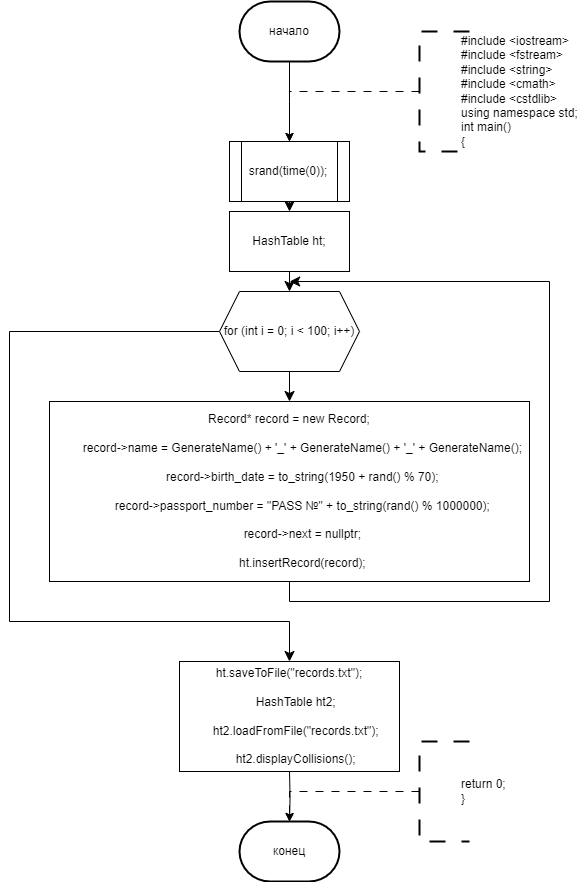 начало
#include <iostream>
#include <fstream>
#include <string>
#include <cmath>
#include <cstdlib>
using namespace std;
int main()
{
srand(time(0));
HashTable ht;
for (int i = 0; i < 100; i++)
Record* record = new Record;
record->name = GenerateName() + '_' + GenerateName() + '_' + GenerateName();
record->birth_date = to_string(1950 + rand() % 70);
record->passport_number = "PASS №" + to_string(rand() % 1000000);
record->next = nullptr;
ht.insertRecord(record);
ht.saveToFile("records.txt");
HashTable ht2;
ht2.loadFromFile("records.txt");
ht2.displayCollisions();
return 0;
}
конец